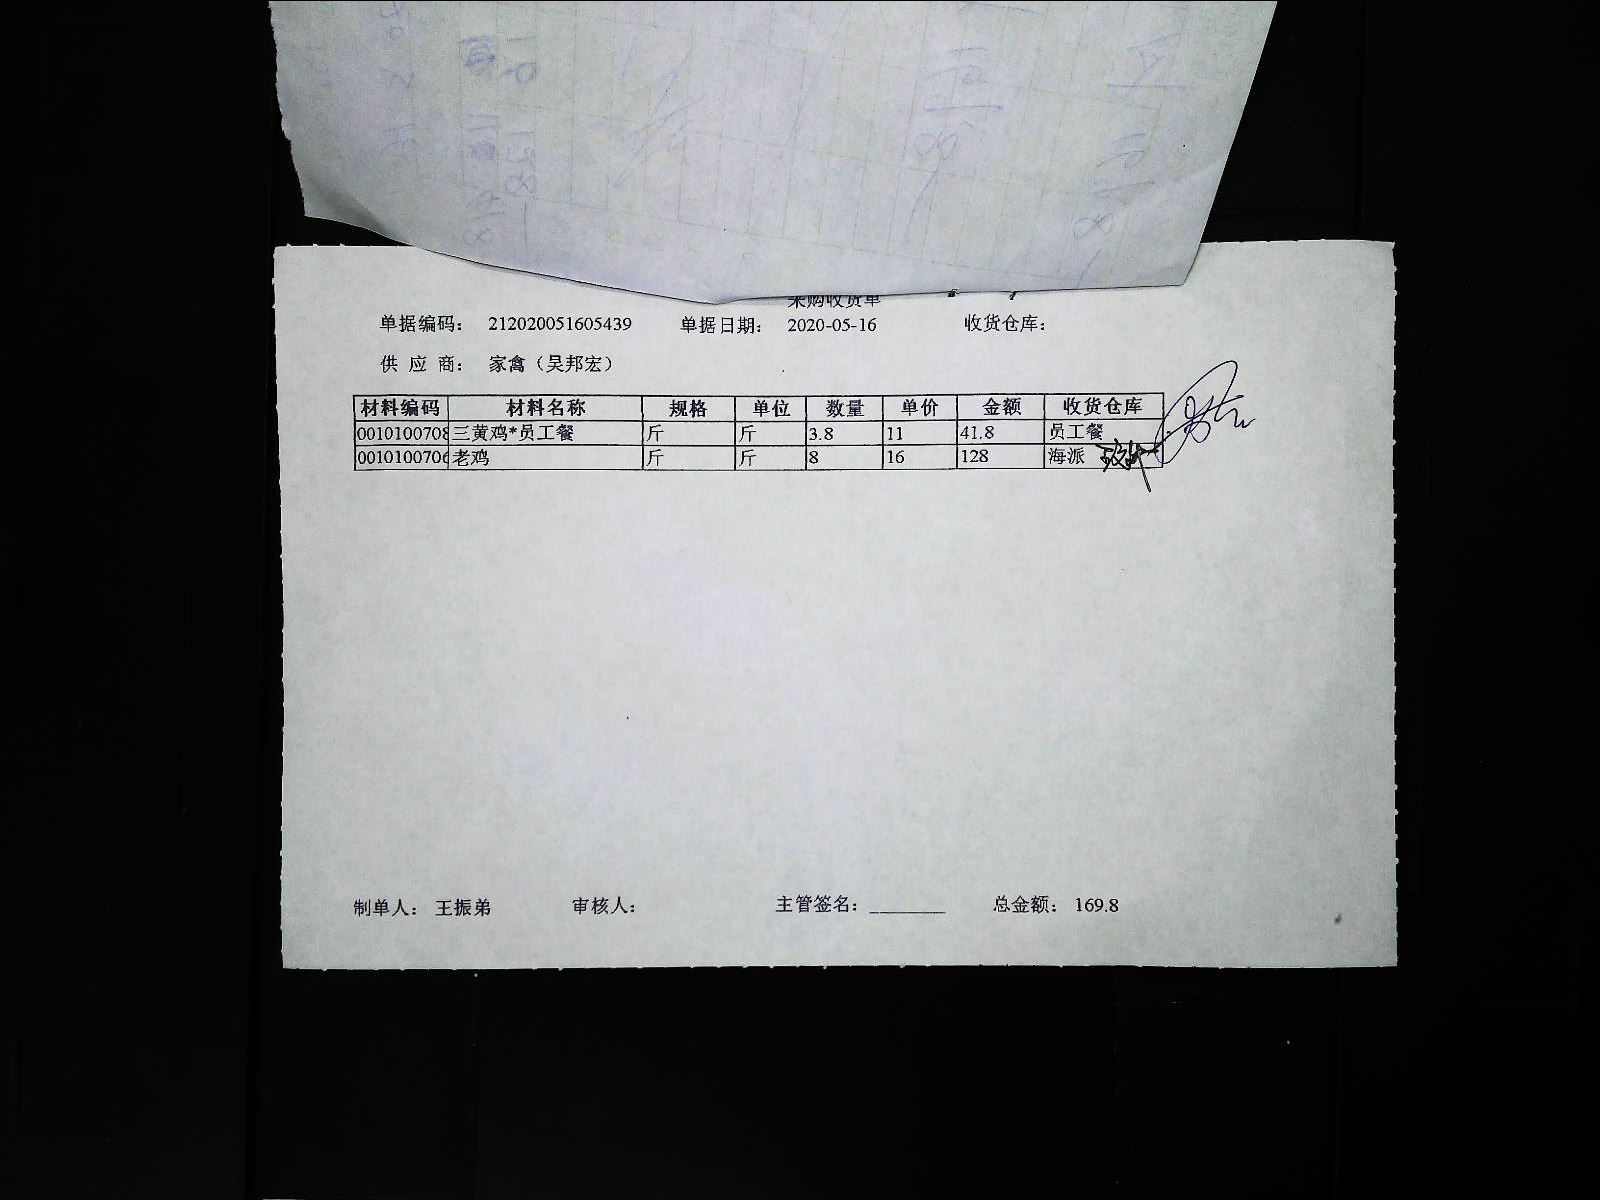 采购收货单
单据编码: 212020051605439 单据日期: 2020-05-16 收货仓库:
供 应 商: 家禽（吴邦宏）
材料编码 材料名称 规格 单位 数量 单价 金额 收货仓库
0010100708 三黄鸡*员工餐 斤 斤 3.8 11 41.8 员工餐
0010100706 老鸡 斤 斤 8 16 128 海派
制单人: 王振弟 审核人: 主管签名: ________ 总金额: 169.8